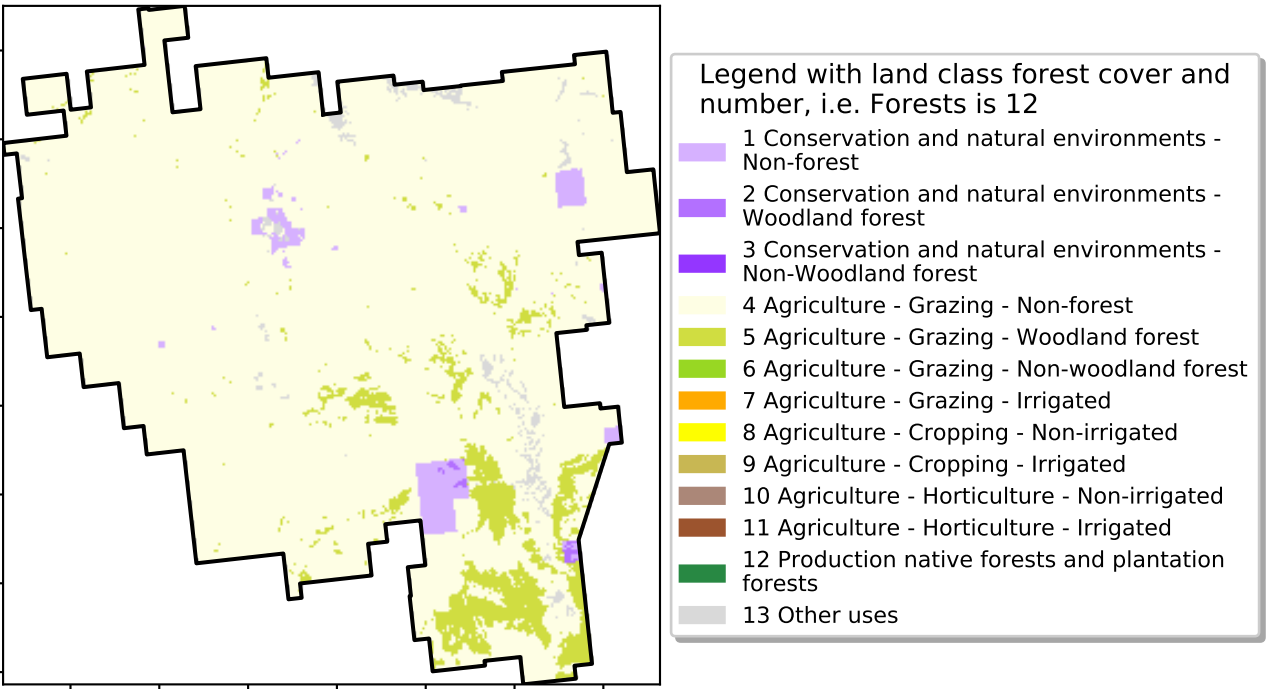 Legend with land class forest cover and
number, i.e. Forests is 12
1 Conservation and natural environments -
Non-forest
2 Conservation and natural environments -
Woodland forest
3 Conservation and natural environments -
Non-Woodland forest
4 Agriculture - Grazing - Non-forest
5 Agriculture - Grazing - Woodland forest
6 Agriculture - Grazing - Non-woodland forest
7 Agriculture - Grazing - Irrigated
8 Agriculture - Cropping - Non-irrigated
9 Agriculture - Cropping - Irrigated
10 Agriculture - Horticulture - Non-irrigated
11 Agriculture - Horticulture - Irrigated
12 Production native forests and plantation
forests
13 Other uses